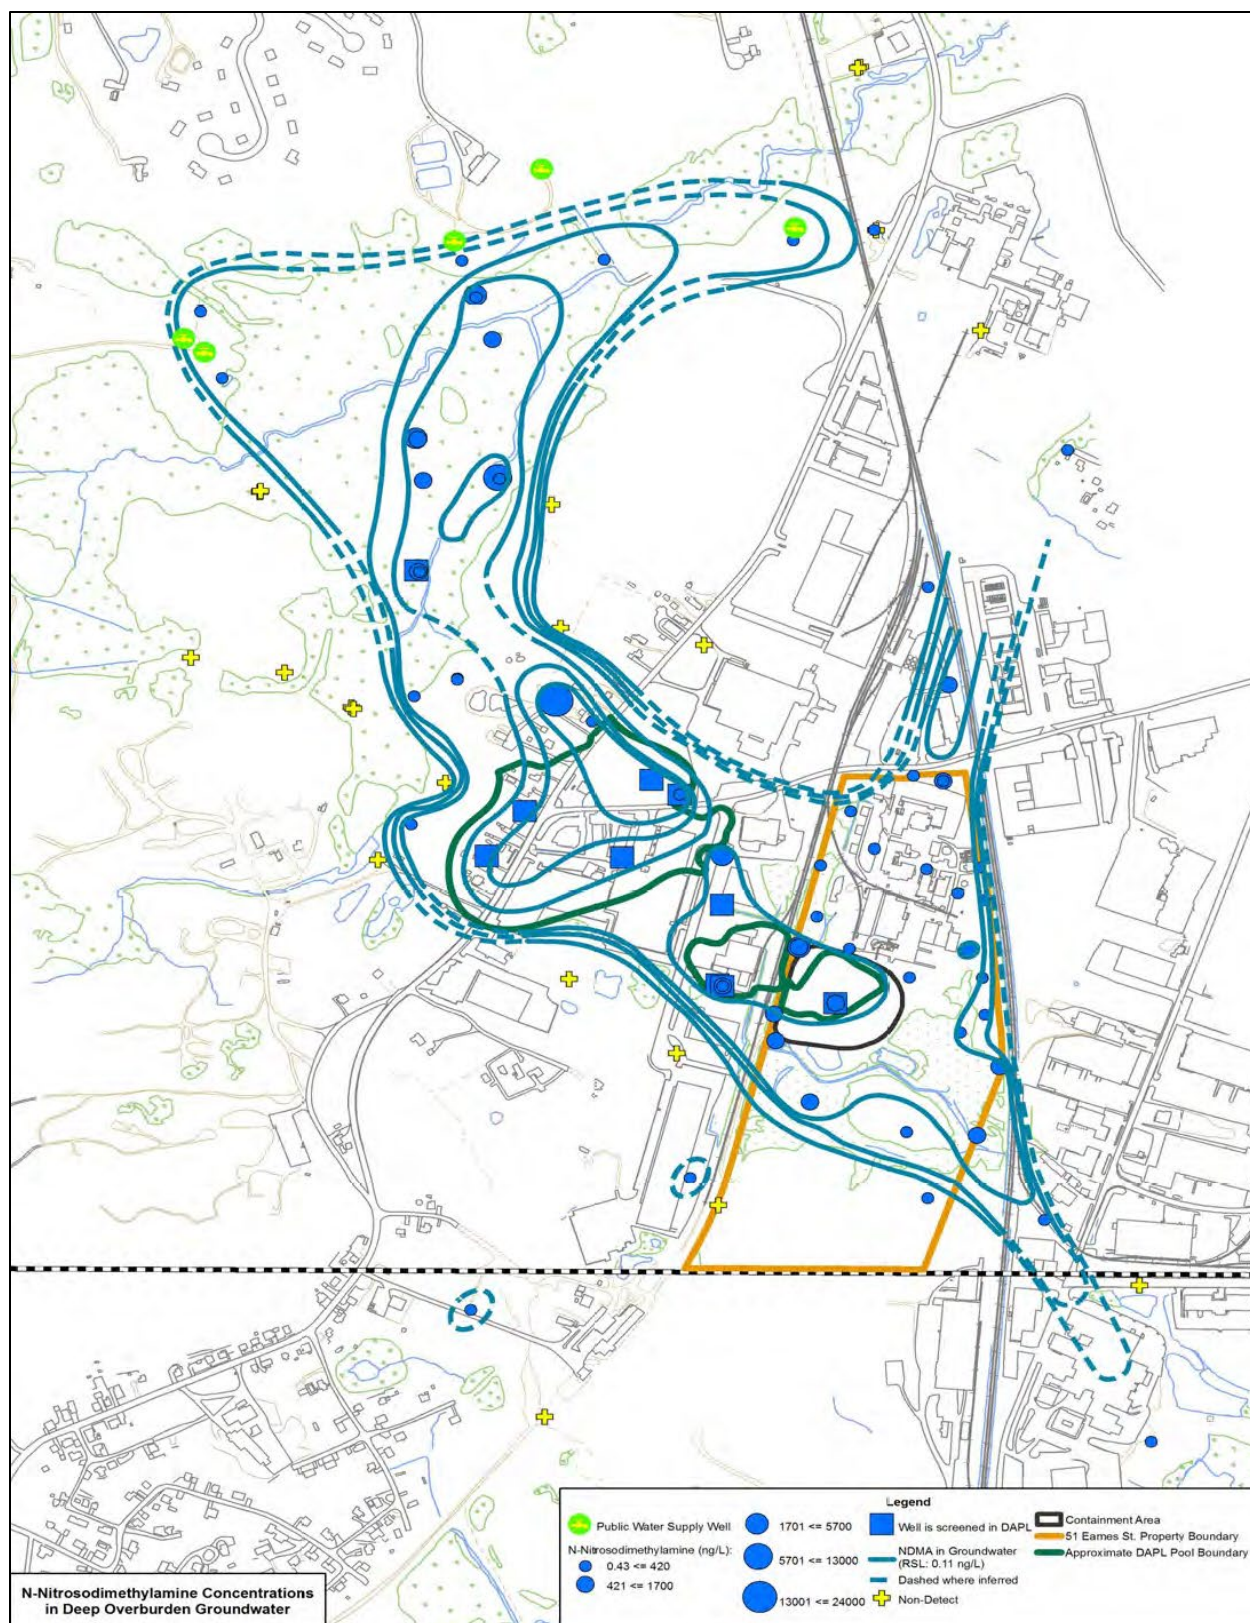 N-Nitrosodimethylamine Concentrations
in Deep Overburden Groundwater
Legend
Public Water Supply Well
N-Nitrosodimethylamine (ng/L):
0.43 <= 420
421 <= 1700
1701 <= 5700
5701 <= 13000
13001 <= 24000
Well is screened in DAPL
NDMA in Groundwater
(RSL: 0.11 ng/L)
Dashed where inferred
Non-Detect
Containment Area
51 Eames St. Property Boundary
Approximate DAPL Pool Boundary